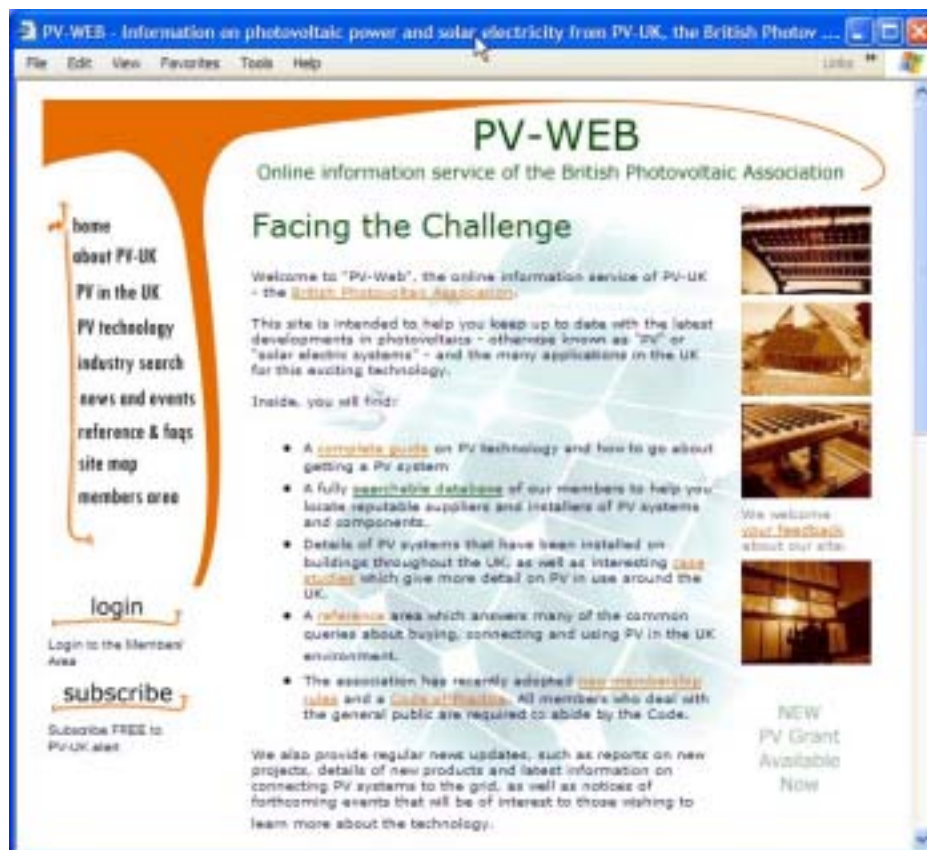 PV-WEB - Information on photovoltaic power and solar electricity from PV-UK, the British Photov ...
File Edit View Favorites Tools Help Links »
PV-WEB
Online information service of the British Photovoltaic Association
home
about PV-UK
PV in the UK
PV technology
industry search
news and events
reference & faqs
site map
members area
login
Login to the Members'
Area
subscribe
Subscribe FREE to
PV-UK alert
Facing the Challenge
Welcome to "PV-Web", the online information service of PV-UK
- the British Photovoltaic Association.
This site is intended to help you keep up to date with the latest
developments in photovoltaics - otherwise known as "PV" or
"solar electric systems" - and the many applications in the UK
for this exciting technology.
Inside, you will find:
• A complete guide on PV technology and how to go about
getting a PV system
• A fully searchable database of our members to help you
locate reputable suppliers and installers of PV systems
and components.
• Details of PV systems that have been installed on
buildings throughout the UK, as well as interesting case
studies which give more detail on PV in use around the
UK.
• A reference area which answers many of the common
queries about buying, connecting and using PV in the UK
environment.
• The association has recently adopted new membership
rules and a Code of Practice. All members who deal with
the general public are required to abide by the Code.
We also provide regular news updates, such as reports on new
projects, details of new products and latest information on
connecting PV systems to the grid, as well as notices of
forthcoming events that will be of interest to those wishing to
learn more about the technology.
We welcome
your feedback
about our site.
NEW
PV Grant
Available
Now